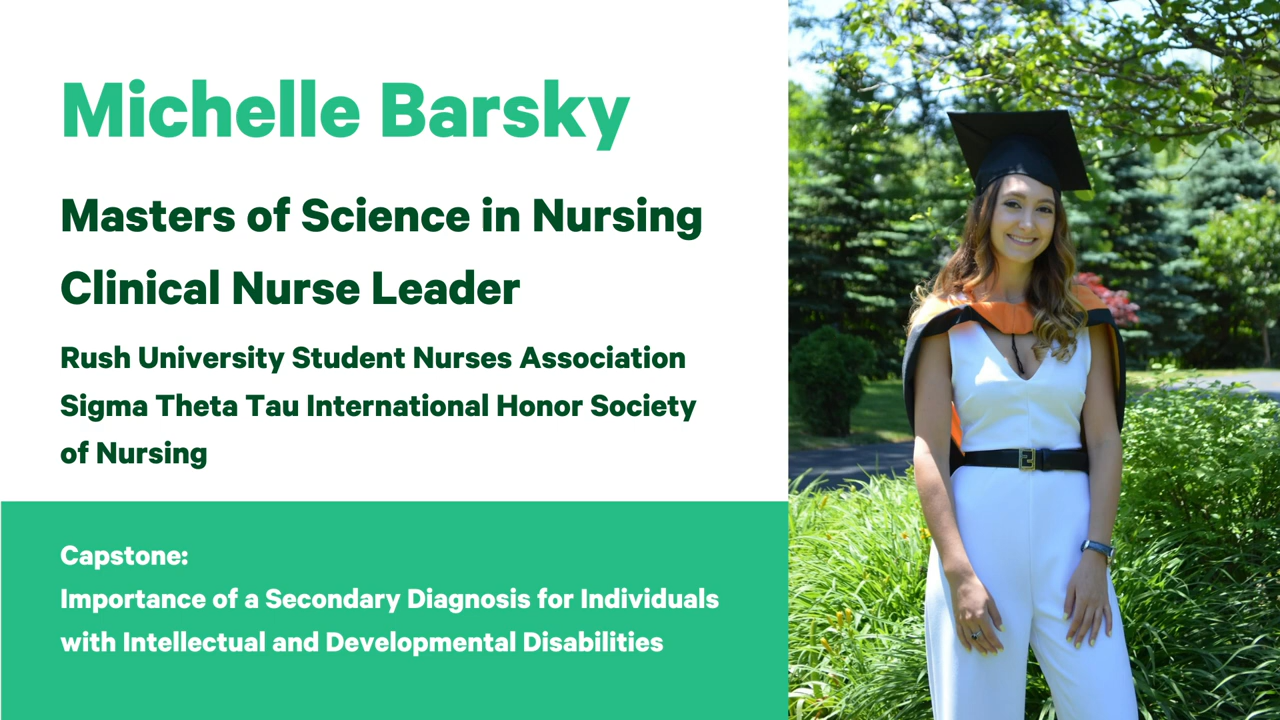 Michelle Barsky
Masters of Science in Nursing
Clinical Nurse Leader
Rush University Student Nurses Association
Sigma Theta Tau International Honor Society
of Nursing
Capstone:
Importance of a Secondary Diagnosis for Individuals
with Intellectual and Developmental Disabilities